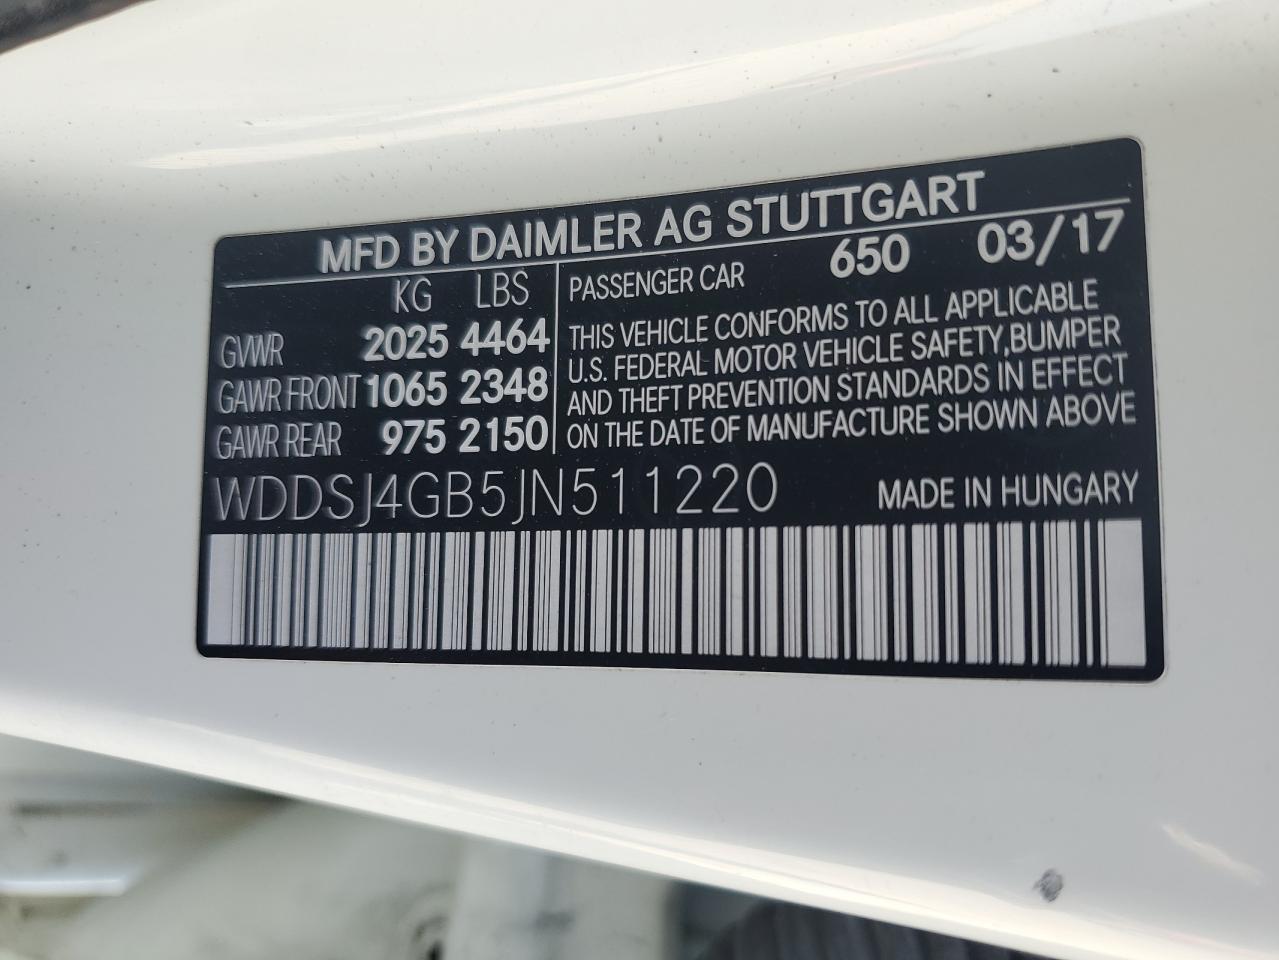 MFD BY DAIMLER AG STUTTGART
KG LBS
GVWR 2025 4464
GAWR FRONT 1065 2348
GAWR REAR 975 2150
PASSENGER CAR 650 03/17
THIS VEHICLE CONFORMS TO ALL APPLICABLE
U.S. FEDERAL MOTOR VEHICLE SAFETY,BUMPER
AND THEFT PREVENTION STANDARDS IN EFFECT
ON THE DATE OF MANUFACTURE SHOWN ABOVE
WDDSJ4GB5JN511220 MADE IN HUNGARY